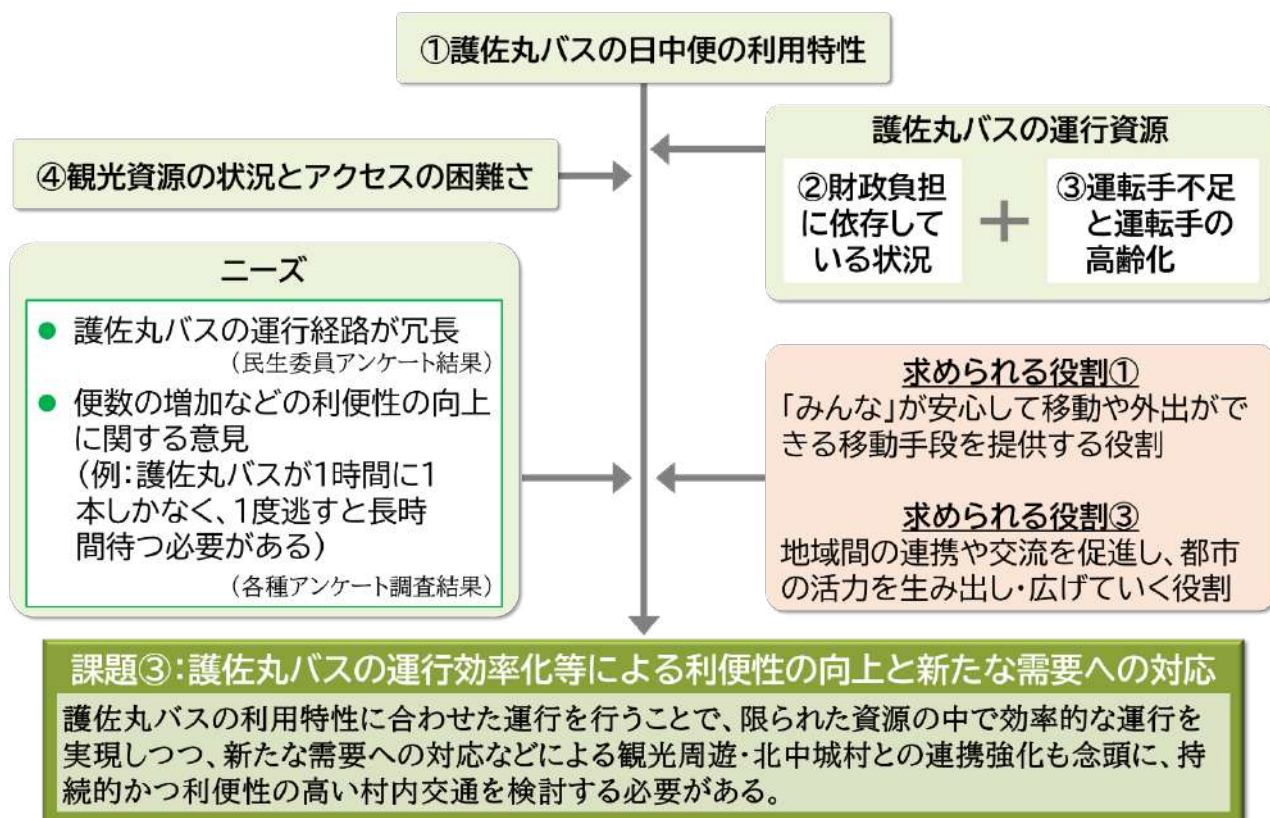 ①護佐丸バスの日中便の利用特性
護佐丸バスの運行資源
②財政負担
に依存して
いる状況
＋
③運転手不足
と運転手の
高齢化
④観光資源の状況とアクセスの困難さ
ニーズ
● 護佐丸バスの運行経路が冗長
（民生委員アンケート結果）
● 便数の増加などの利便性の向上
に関する意見
（例：護佐丸バスが1時間に1
本しかなく、1度逃すと長時
間待つ必要がある）
（各種アンケート調査結果）
求められる役割①
「みんな」が安心して移動や外出がで
きる移動手段を提供する役割
求められる役割③
地域間の連携や交流を促進し、都市
の活力を生み出し・広げていく役割
課題③：護佐丸バスの運行効率化等による利便性の向上と新たな需要への対応
護佐丸バスの利用特性に合わせた運行を行うことで、限られた資源の中で効率的な運行を
実現しつつ、新たな需要への対応などによる観光周遊・北中城村との連携強化も念頭に、持
続的かつ利便性の高い村内交通を検討する必要がある。